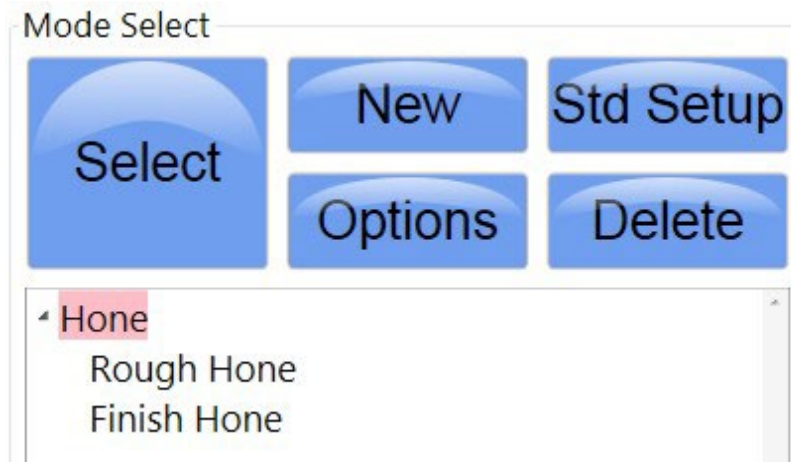 Mode Select
Select
New
Std Setup
Options
Delete
Hone
Rough Hone
Finish Hone